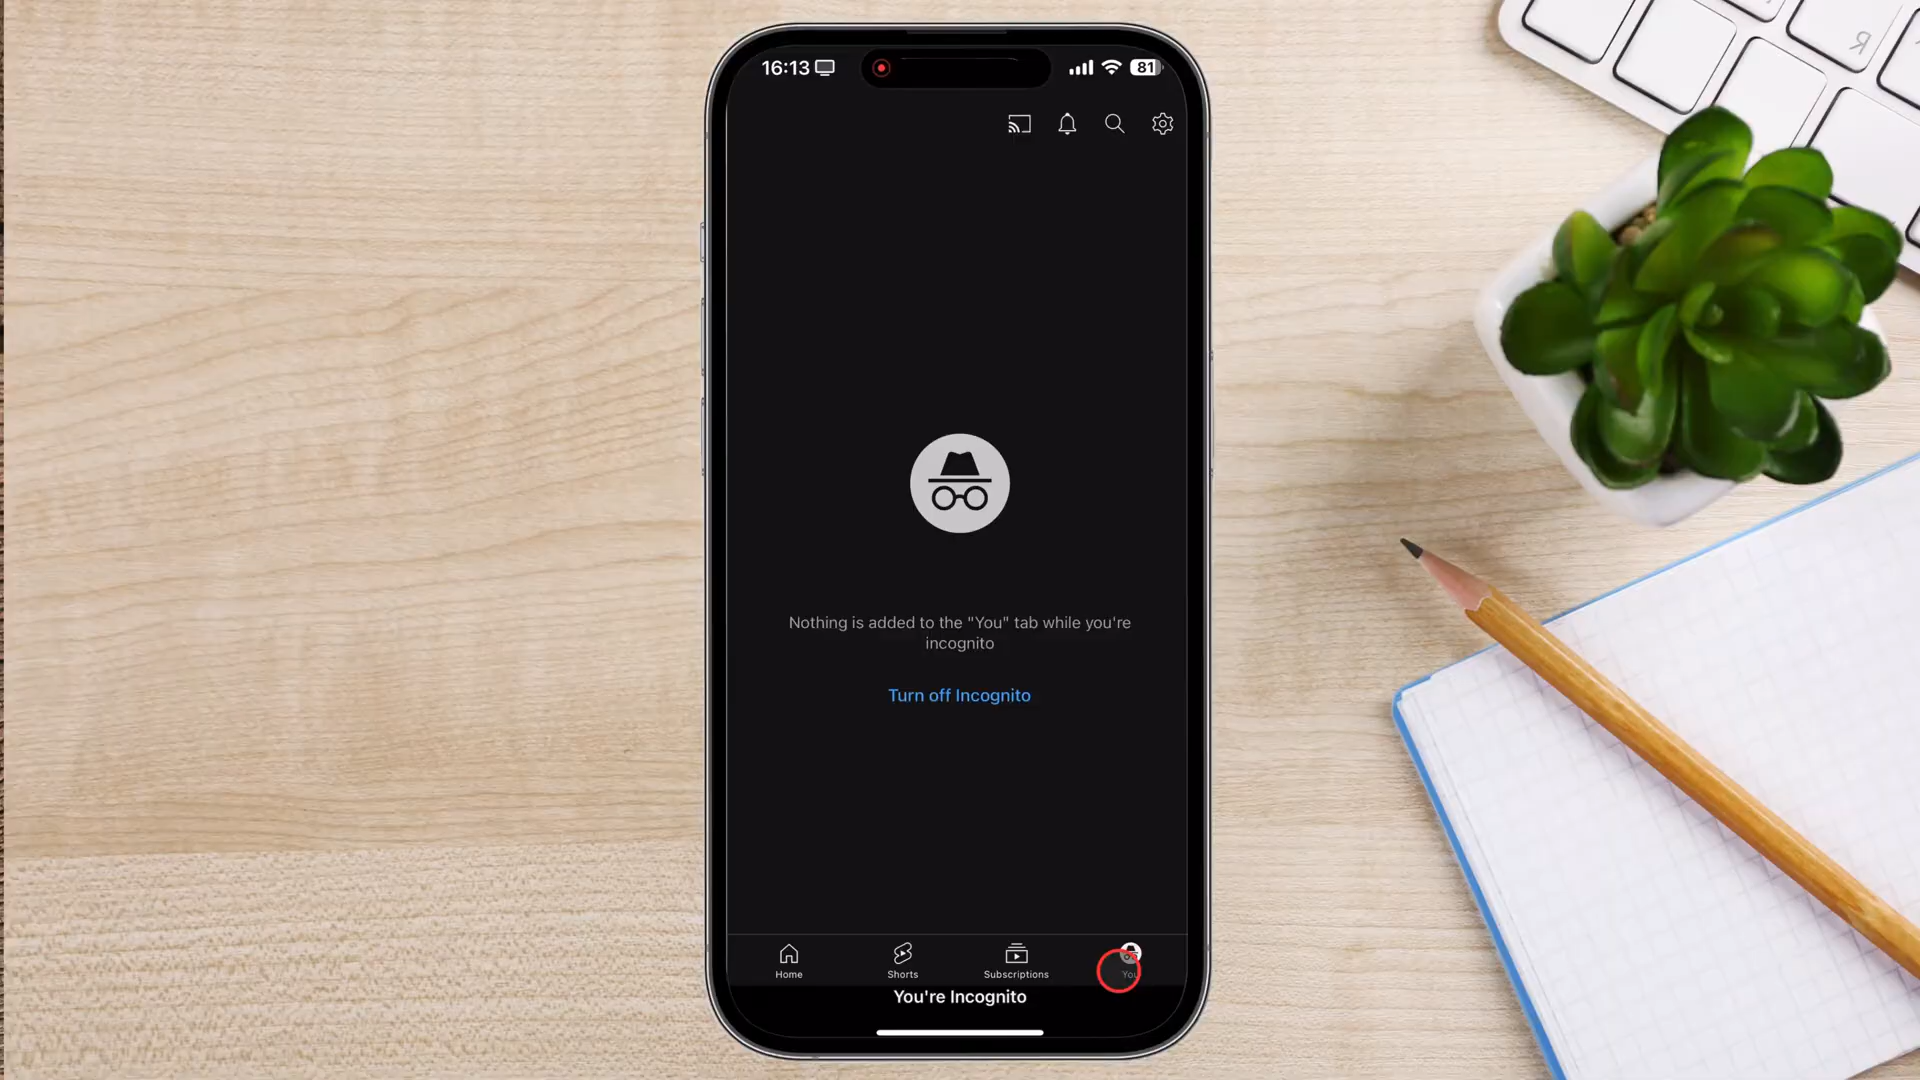 16:13
81
Nothing is added to the "You" tab while you're
incognito
Turn off Incognito
Home
Shorts
Subscriptions
You
You're Incognito
R